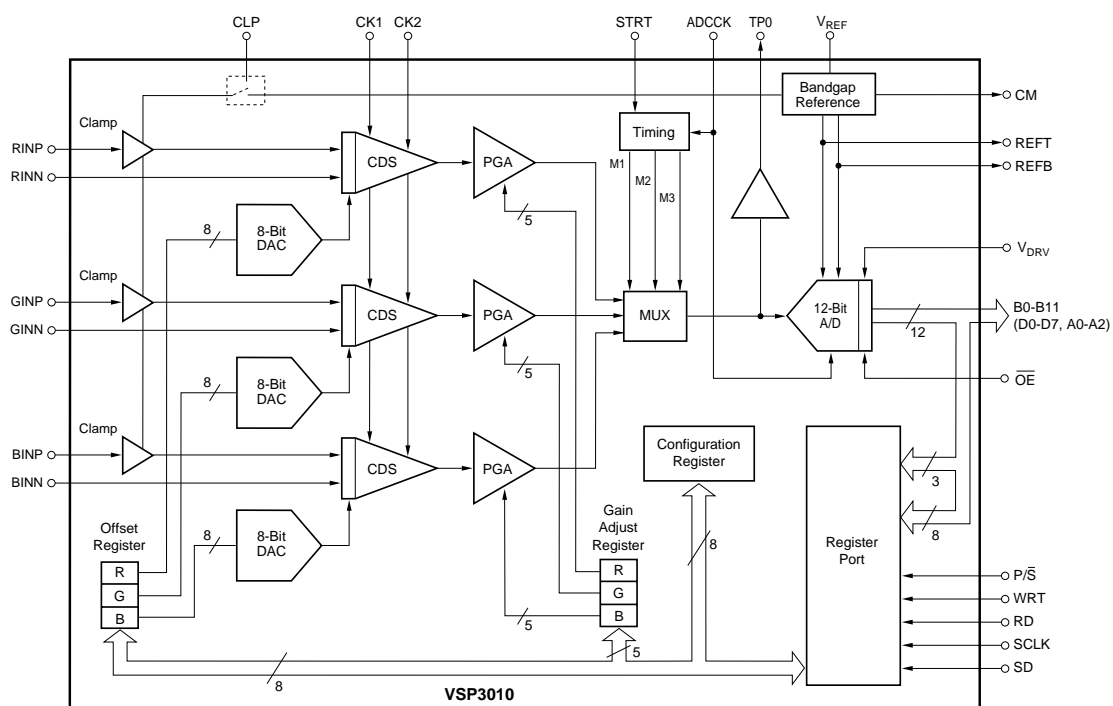 CLP
CK1
CK2
STRT
ADCCK
TP0
VREF
Bandgap
Reference
CM
Clamp
Timing
RINP
CDS
PGA
M1
REFT
RINN
M2
REFB
M3
5
8
8-Bit
DAC
VDRV
Clamp
GINP
CDS
PGA
MUX
12-Bit
A/D
B0-B11
(D0-D7, A0-A2)
GINN
12
5
8
8-Bit
DAC
OE
Clamp
Configuration
Register
BINP
CDS
PGA
BINN
3
Offset
Register
8
8-Bit
DAC
Gain
Adjust
Register
8
8
Register
Port
R
G
B
R
G
B
P/S
WRT
5
RD
SCLK
5
SD
8
VSP3010